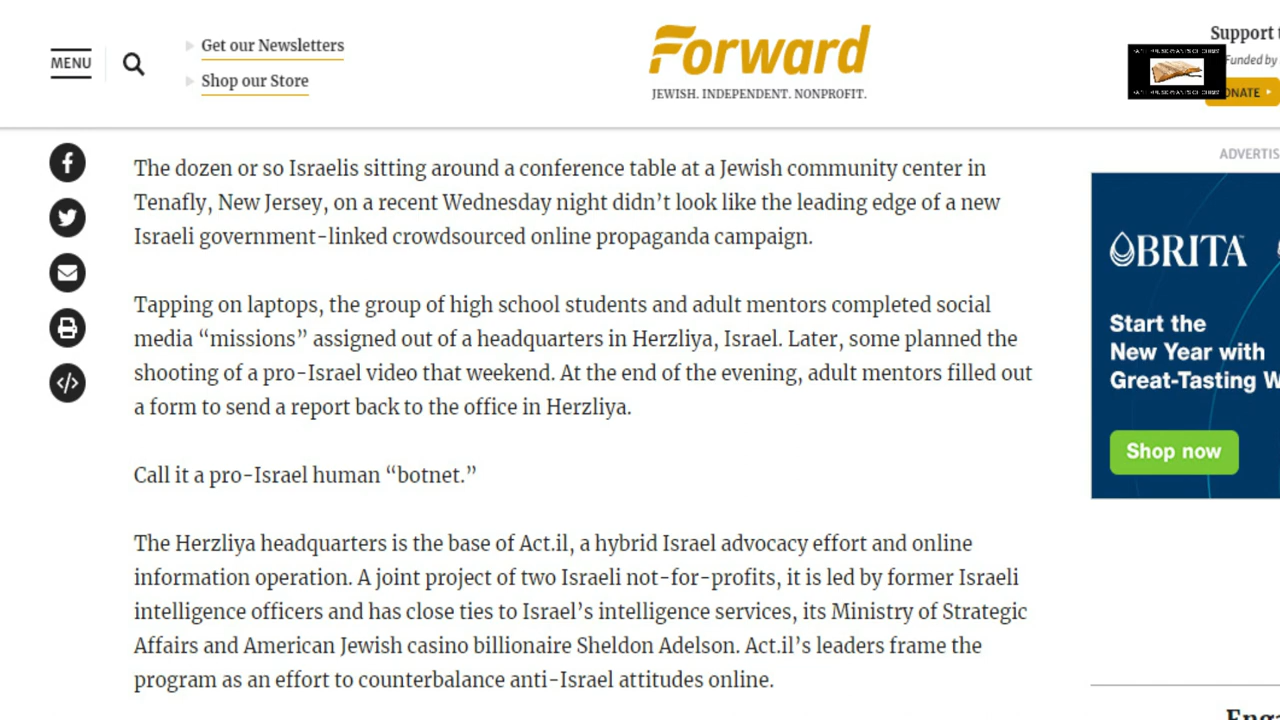 MENU
Get our Newsletters
Shop our Store
Forward
JEWISH. INDEPENDENT. NONPROFIT.
Support
Funded by
ADVERTIS
The dozen or so Israelis sitting around a conference table at a Jewish community center in
Tenafly, New Jersey, on a recent Wednesday night didn’t look like the leading edge of a new
Israeli government-linked crowdsourced online propaganda campaign.
Tapping on laptops, the group of high school students and adult mentors completed social
media “missions” assigned out of a headquarters in Herzliya, Israel. Later, some planned the
shooting of a pro-Israel video that weekend. At the end of the evening, adult mentors filled out
a form to send a report back to the office in Herzliya.
Call it a pro-Israel human “botnet.”
The Herzliya headquarters is the base of Act.il, a hybrid Israel advocacy effort and online
information operation. A joint project of two Israeli not-for-profits, it is led by former Israeli
intelligence officers and has close ties to Israel’s intelligence services, its Ministry of Strategic
Affairs and American Jewish casino billionaire Sheldon Adelson. Act.il’s leaders frame the
program as an effort to counterbalance anti-Israel attitudes online.
BRITA
Start the
New Year with
Great-Tasting W
Shop now